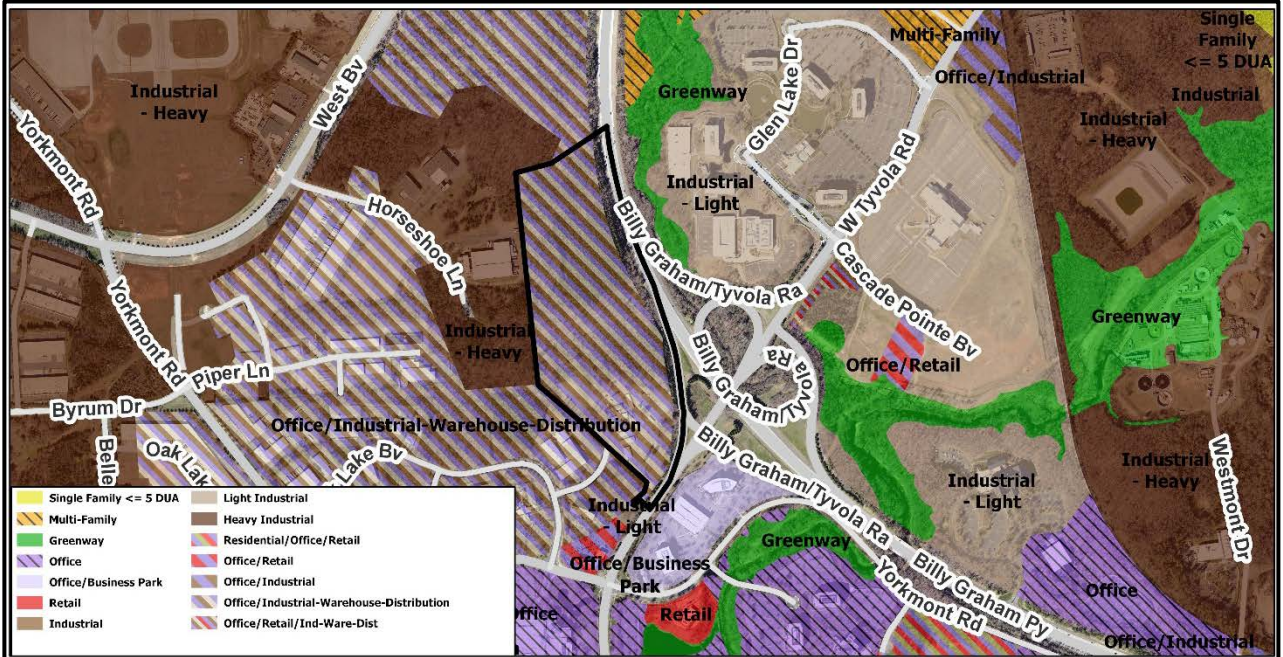 Single
Family
<= 5 DUA
Multi-Family
Glen Lake Dr
Office/Industrial
Industrial
Greenway
Industrial
- Heavy
West Bv
Industrial
- Heavy
W Tyvola Rd
Yorkmont Rd
Industrial
- Light
Horseshoe Ln
Billy Graham/Tyvola Ra
Cascade Pointe Bv
Greenway
Yorkmont Rd
Industrial
- Heavy
Billy Graham/Tyvola Ra
Tyvola Ra
Office/Retail
Piper Ln
Byrum Dr
Office/Industrial-Warehouse-Distribution
Belle
Oak Lak
Lake Bv
Billy Graham/Tyvola Ra
Industrial
- Heavy
Westmont Dr
Industrial
- Light
Industrial
- Light
Greenway
Office/Business
Park
Yorkmont Rd
Billy Graham Py
Office
Office
Retail
Office/Industrial
Single Family <= 5 DUA
Multi-Family
Greenway
Office
Office/Business Park
Retail
Industrial
Light Industrial
Heavy Industrial
Residential/Office/Retail
Office/Retail
Office/Industrial
Office/Industrial-Warehouse-Distribution
Office/Retail/Ind-Ware-Dist